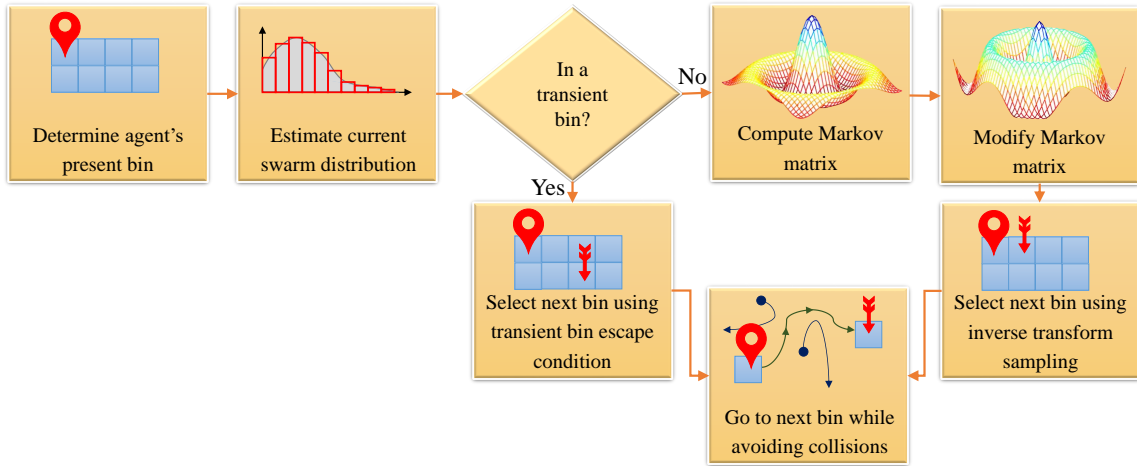 Determine agent's
present bin
Estimate current
swarm distribution
In a
transient
bin?
No
Yes
Compute Markov
matrix
Modify Markov
matrix
Select next bin using
transient bin escape
condition
Select next bin using
inverse transform
sampling
Go to next bin while
avoiding collisions